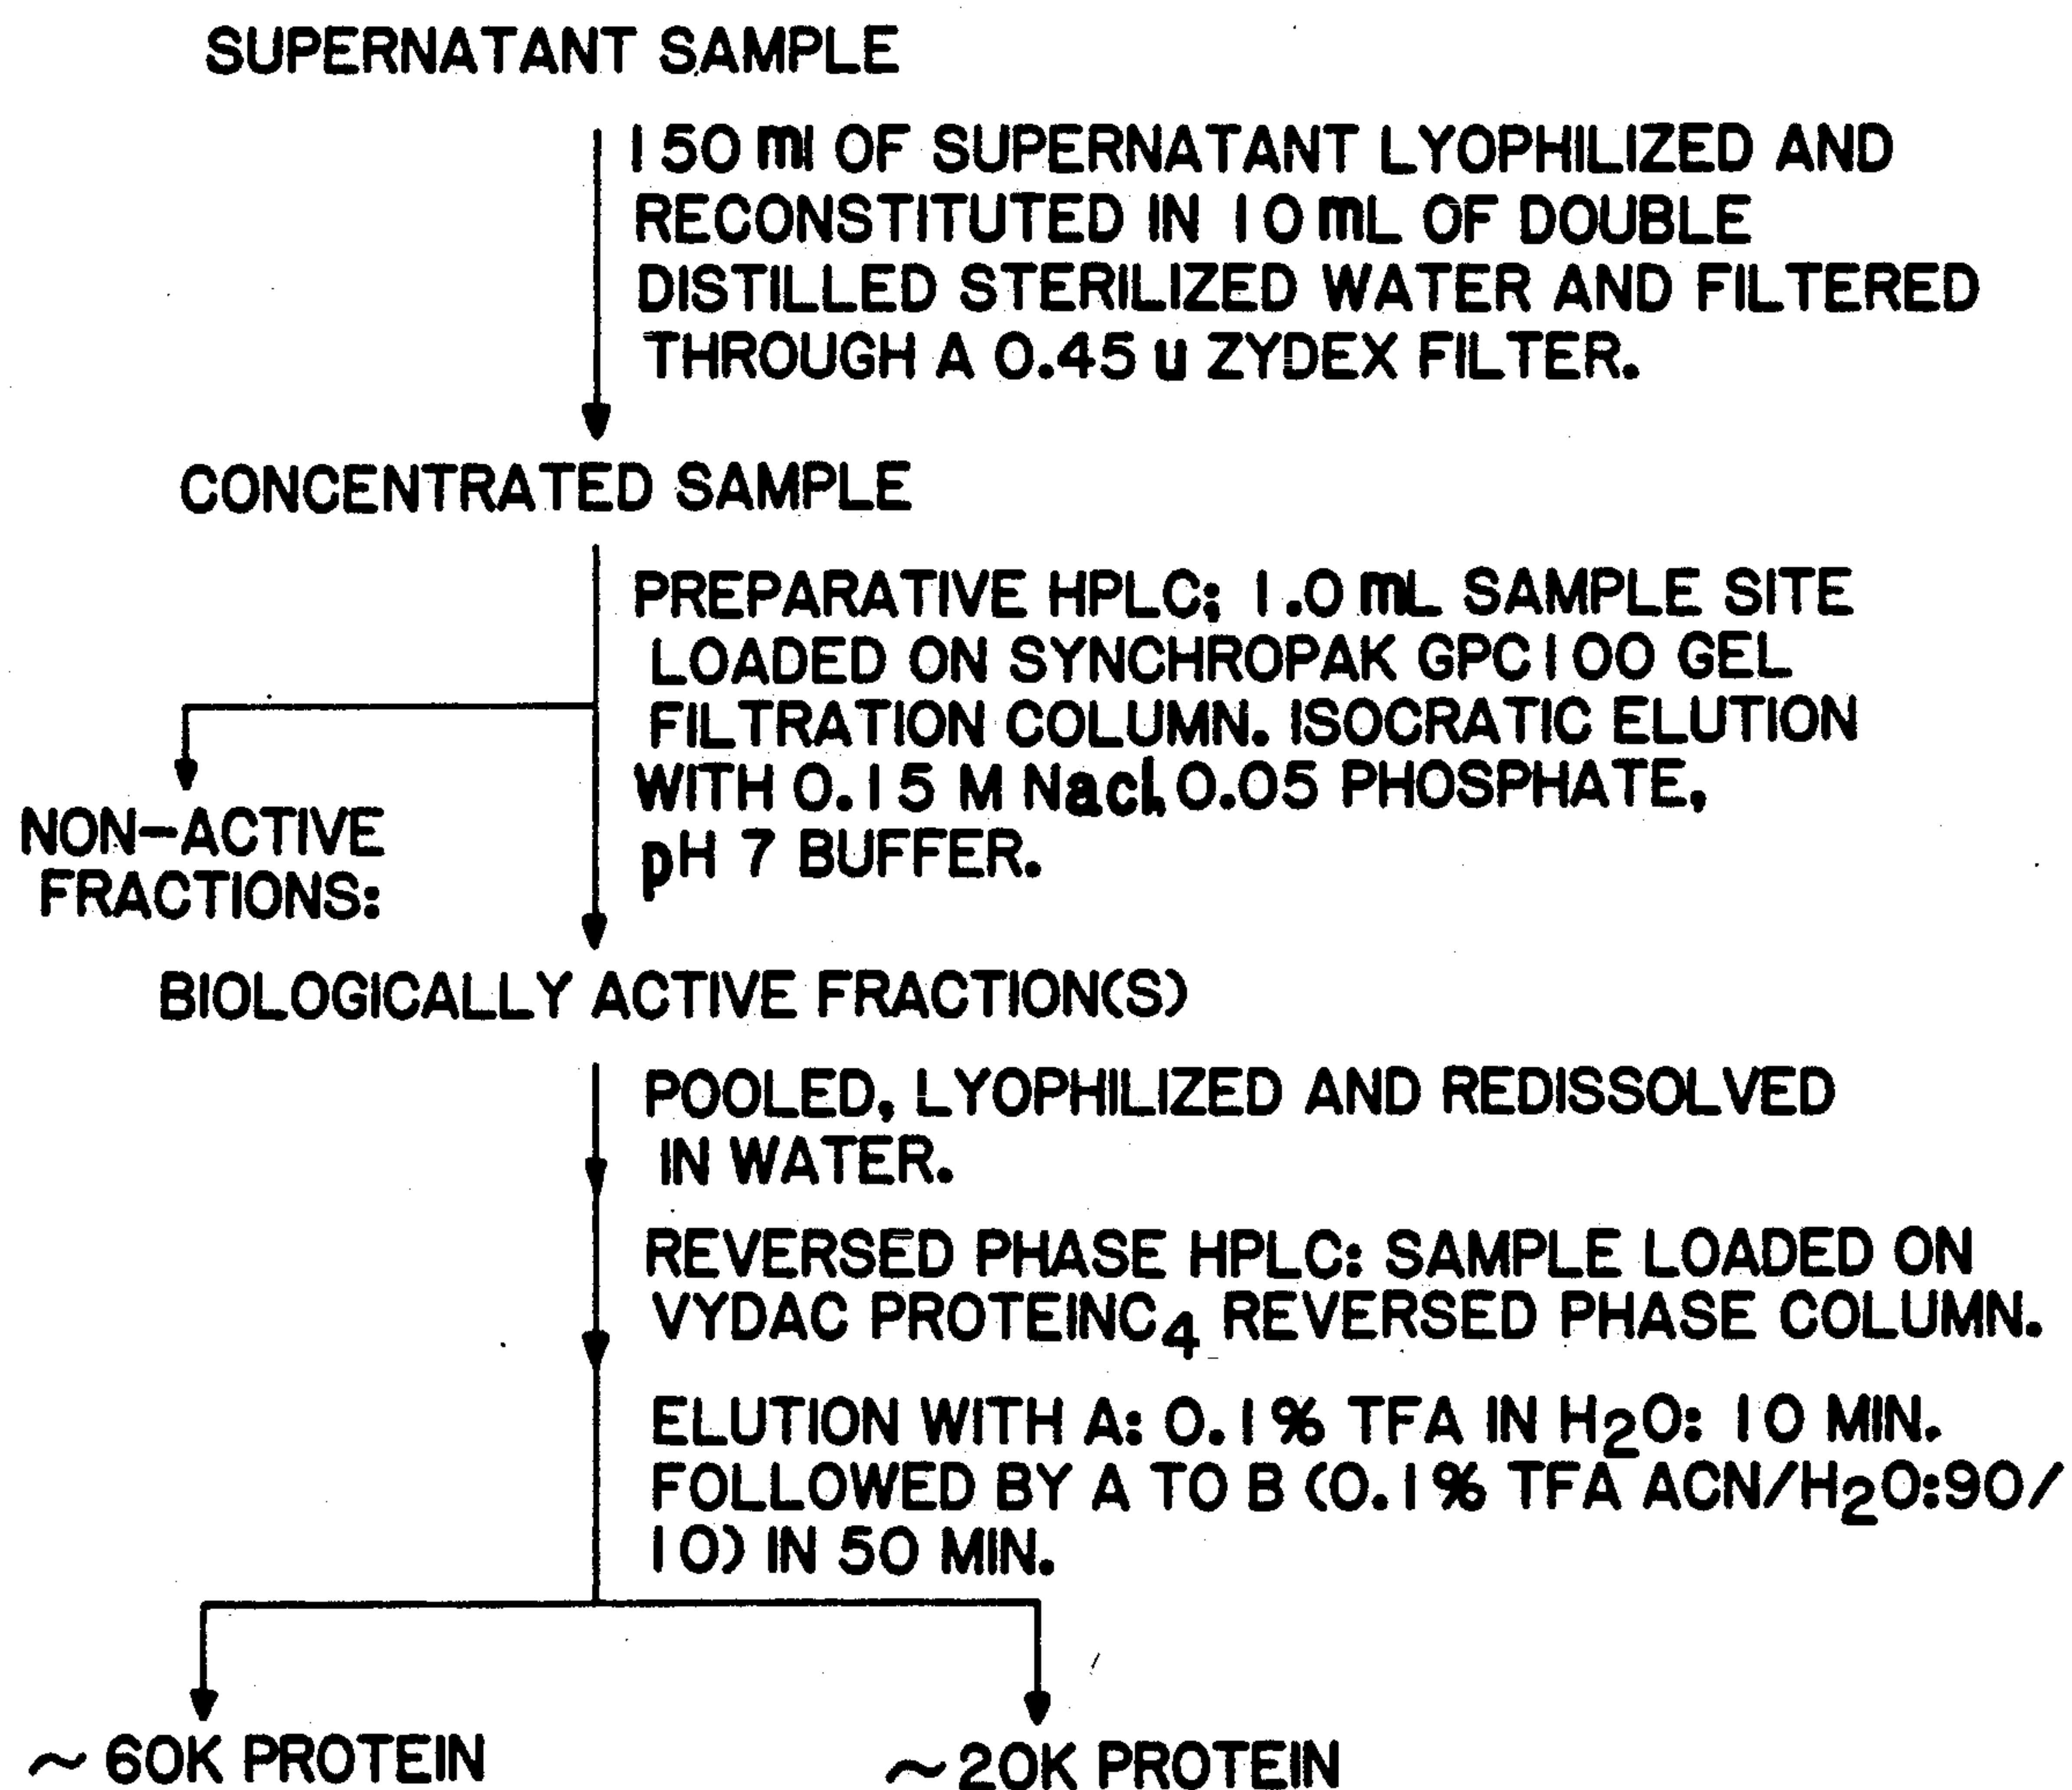 SUPERNATANT SAMPLE
150 ml OF SUPERNATANT LYOPHILIZED AND
RECONSTITUTED IN 10 mL OF DOUBLE
DISTILLED STERILIZED WATER AND FILTERED
THROUGH A 0.45 u ZYDEX FILTER.
CONCENTRATED SAMPLE
PREPARATIVE HPLC; 1.0 mL SAMPLE SITE
LOADED ON SYNCHROPAK GPC100 GEL
FILTRATION COLUMN. ISOCRATIC ELUTION
WITH 0.15 M Nacl, 0.05 PHOSPHATE,
pH 7 BUFFER.
NON-ACTIVE
FRACTIONS:
BIOLOGICALLY ACTIVE FRACTION(S)
POOLED, LYOPHILIZED AND REDISSOLVED
IN WATER.
REVERSED PHASE HPLC: SAMPLE LOADED ON
VYDAC PROTEINC4 REVERSED PHASE COLUMN.
ELUTION WITH A: 0.1% TFA IN H2O: 10 MIN.
FOLLOWED BY A TO B (0.1% TFA ACN/H2O:90/
10) IN 50 MIN.
~ 60K PROTEIN
~ 20K PROTEIN